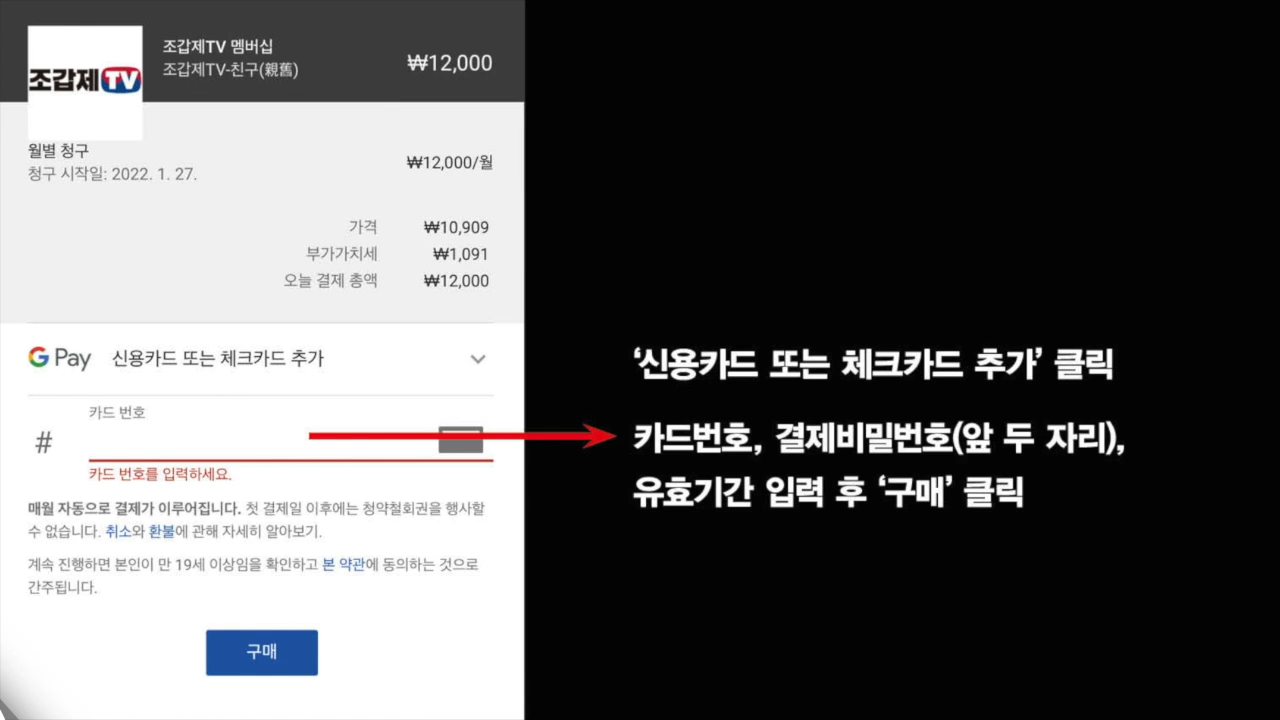 조갑제TV
조갑제TV 멤버십
조갑제TV-친구(親舊)
₩12,000
월별 청구
청구 시작일: 2022. 1. 27.
₩12,000/월
가격 ₩10,909
부가가치세 ₩1,091
오늘 결제 총액 ₩12,000
G Pay 신용카드 또는 체크카드 추가
카드 번호
#
카드 번호를 입력하세요.
매월 자동으로 결제가 이루어집니다. 첫 결제일 이후에는 청약철회권을 행사할
수 없습니다. 취소와 환불에 관해 자세히 알아보기.
계속 진행하면 본인이 만 19세 이상임을 확인하고 본 약관에 동의하는 것으로
간주됩니다.
구매
‘신용카드 또는 체크카드 추가’ 클릭
카드번호, 결제비밀번호(앞 두 자리),
유효기간 입력 후 ‘구매’ 클릭